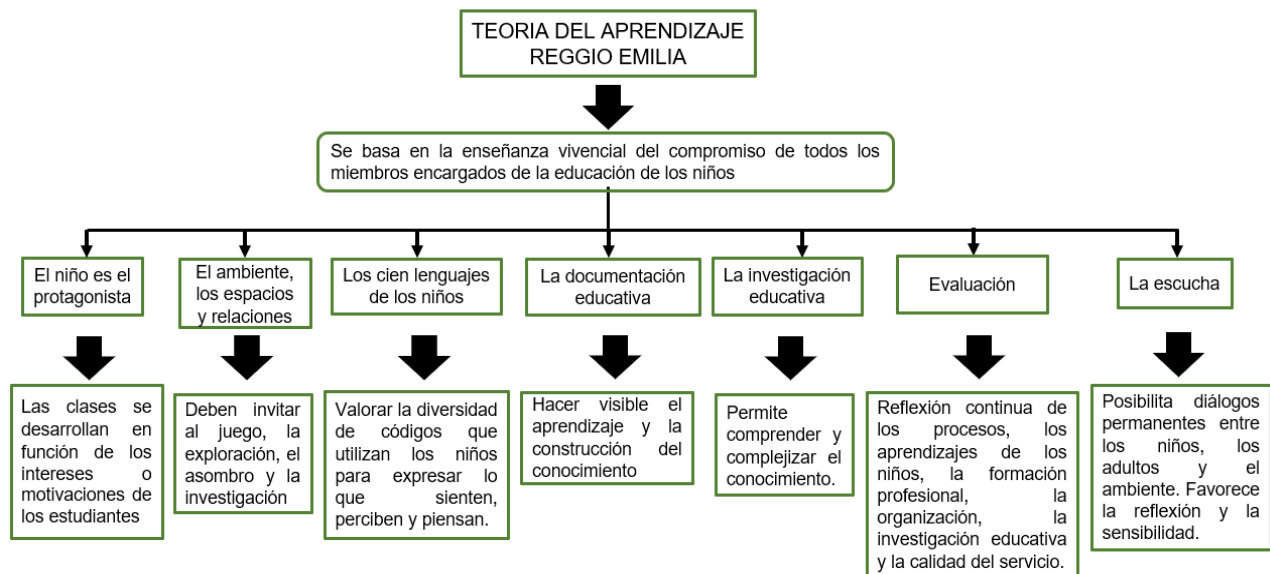 TEORIA DEL APRENDIZAJE
REGGIO EMILIA
Se basa en la enseñanza vivencial del compromiso de todos los
miembros encargados de la educación de los niños
El niño es el
protagonista
El ambiente,
los espacios
y relaciones
Los cien lenguajes
de los niños
La documentación
educativa
La investigación
educativa
Evaluación
La escucha
Las clases se
desarrollan en
función de los
intereses o
motivaciones de
los estudiantes
Deben invitar
al juego, la
exploración, el
asombro y la
investigación
Valorar la diversidad
de códigos que
utilizan los niños
para expresar lo
que sienten,
perciben y piensan.
Hacer visible el
aprendizaje y la
construcción del
conocimiento
Permite
comprender y
complejizar el
conocimiento.
Reflexión continua de
los procesos, los
aprendizajes de los
niños, la formación
profesional, la
organización, la
investigación educativa
y la calidad del servicio.
Posibilita diálogos
permanentes entre
los niños, los
adultos y el
ambiente. Favorece
la reflexión y la
sensibilidad.